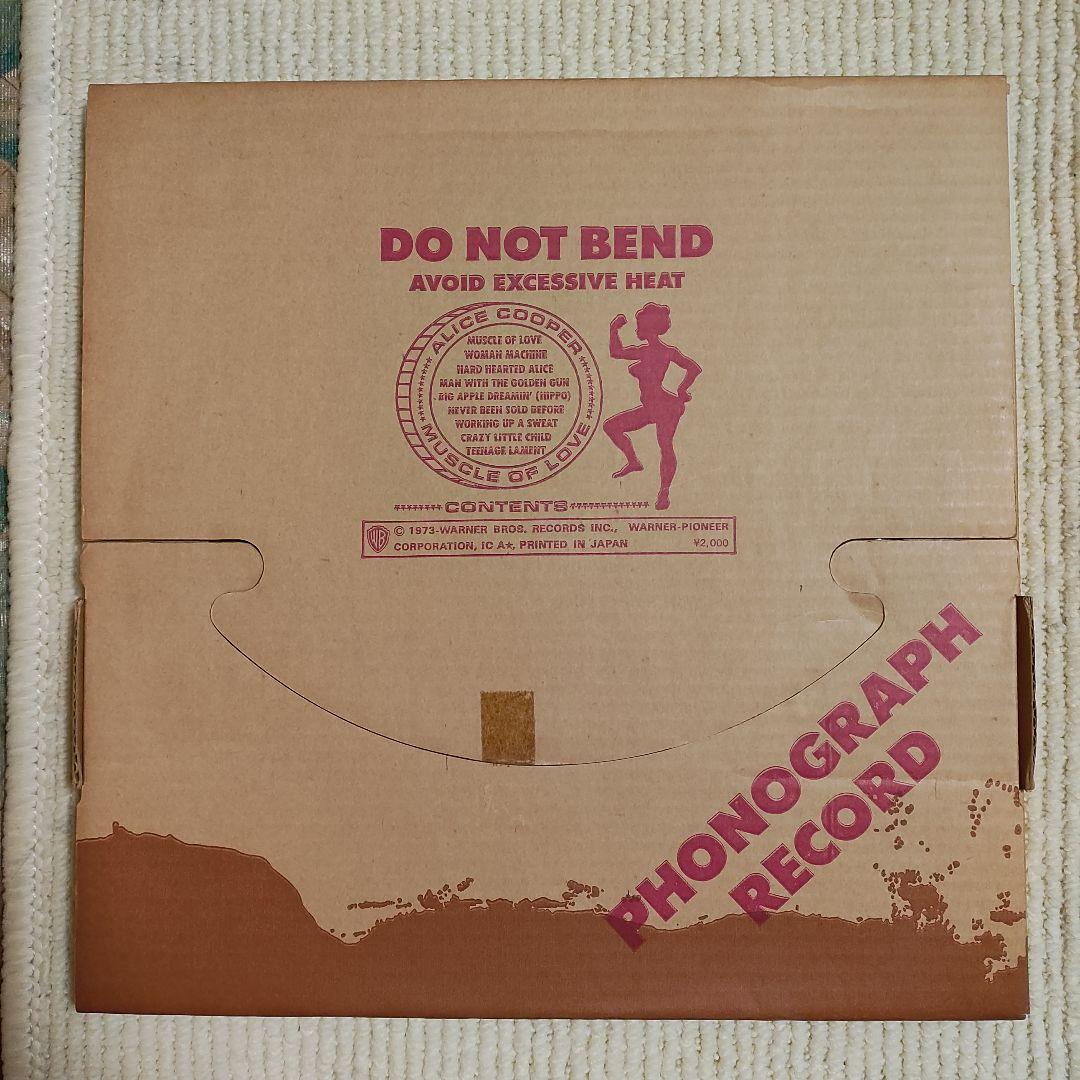 DO NOT BEND
AVOID EXCESSIVE HEAT
ALICE COOPER
MUSCLE OF LOVE
WOMAN MACHINE
HARD HEARTED ALICE
MAN WITH THE GOLDEN GUN
BIG APPLE DREAMIN' (HIPPO)
NEVER BEEN SOLD BEFORE
WORKING UP A SWEAT
CRAZY LITTLE CHILD
TEENAGE LAMENT
MUSCLE OF LOVE
CONTENTS
WB © 1973-WARNER BROS. RECORDS INC., WARNER-PIONEER
CORPORATION, IC A★, PRINTED IN JAPAN ¥2,000
PHONOGRAPH
RECORD